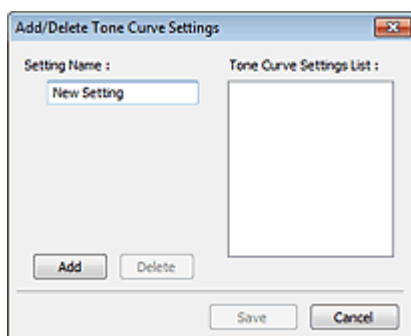 Add/Delete Tone Curve Settings
Setting Name :
Tone Curve Settings List :
New Setting
Add
Delete
Save
Cancel